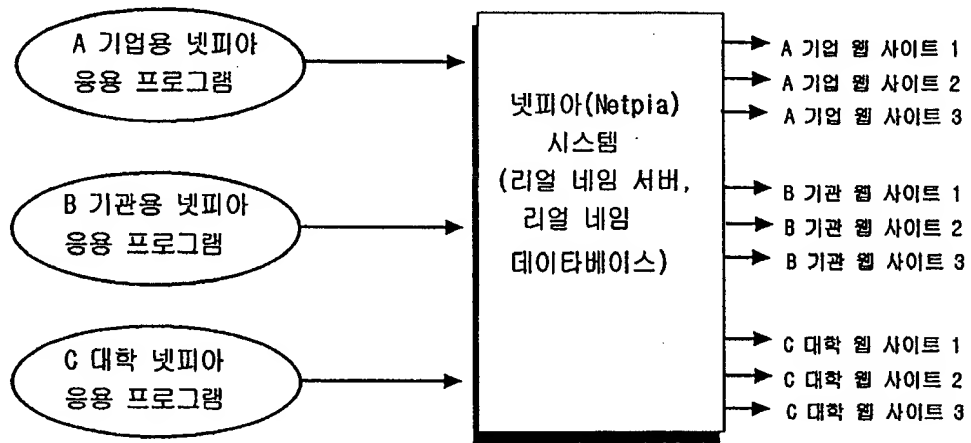 A 기업용 넷피아
응용 프로그램
B 기관용 넷피아
응용 프로그램
C 대학 넷피아
응용 프로그램
넷피아(Netpia)
시스템
(리얼 네임 서버,
리얼 네임
데이타베이스)
A 기업 웹 사이트 1
A 기업 웹 사이트 2
A 기업 웹 사이트 3
B 기관 웹 사이트 1
B 기관 웹 사이트 2
B 기관 웹 사이트 3
C 대학 웹 사이트 1
C 대학 웹 사이트 2
C 대학 웹 사이트 3